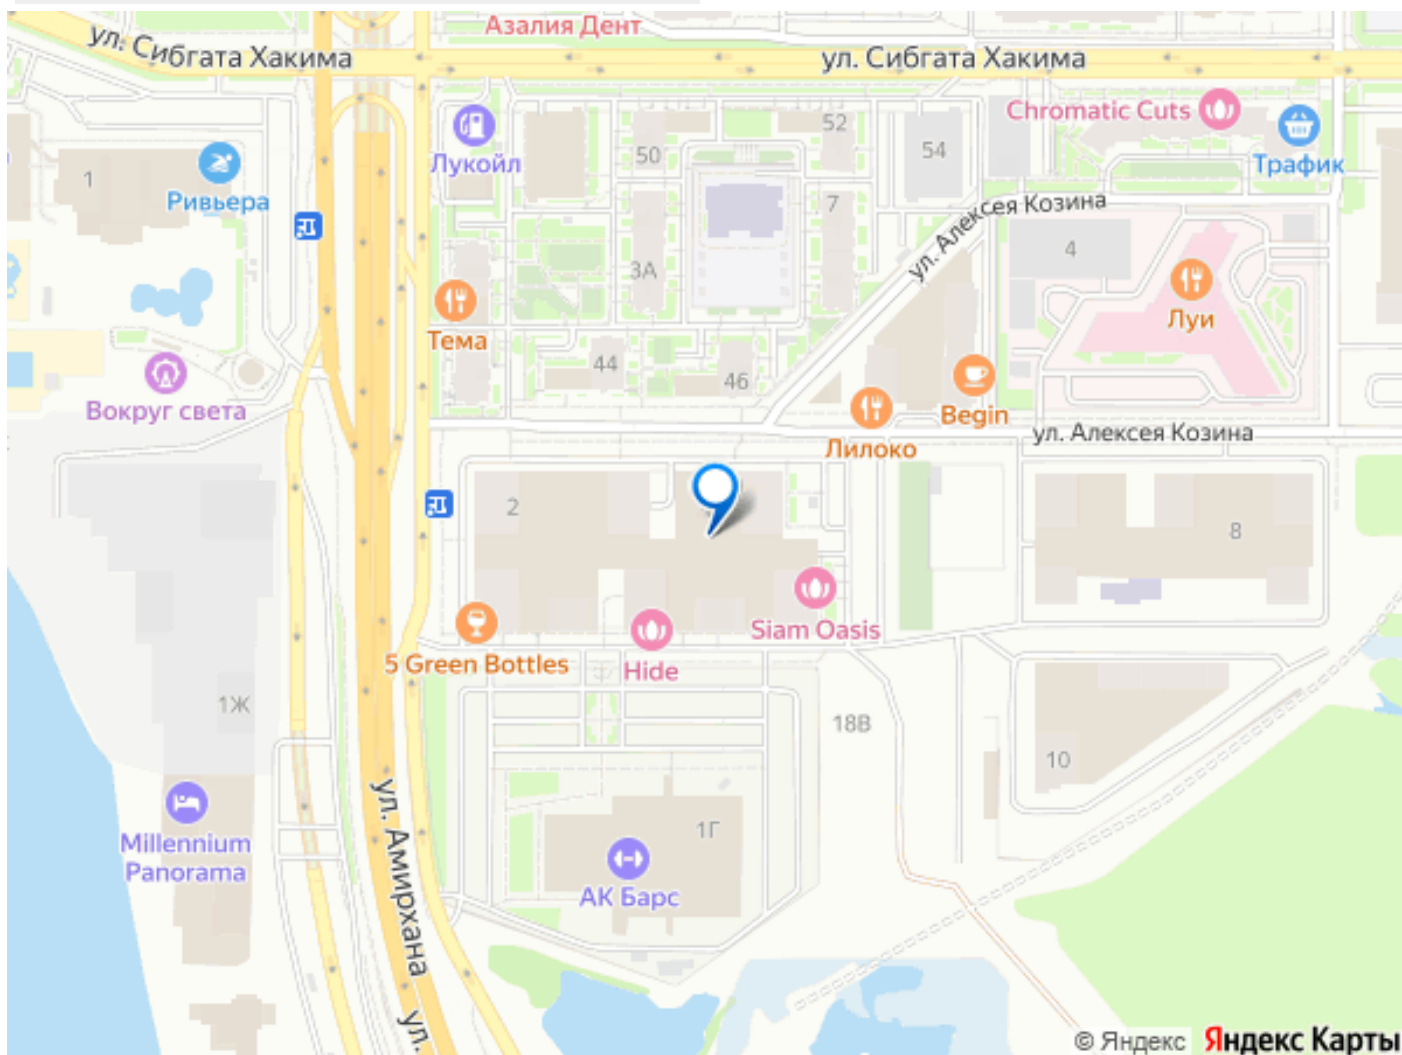 Азалия Дент
ул. Сибгата Хакима
ул. Сибгата Хакима
Chromatic Cuts
52
Лукойл
50
54
Трафик
1
Ривьера
7
ул. Алексея Козина
4
3А
Луи
Тема
44
46
Вокруг света
Begin
Лилоко
ул. Алексея Козина
2
8
Siam Oasis
5 Green Bottles
Hide
1Ж
18В
10
ул. Амирхана
Millennium
Panorama
1Г
АК Барс
ул.
© Яндекс Яндекс Карты